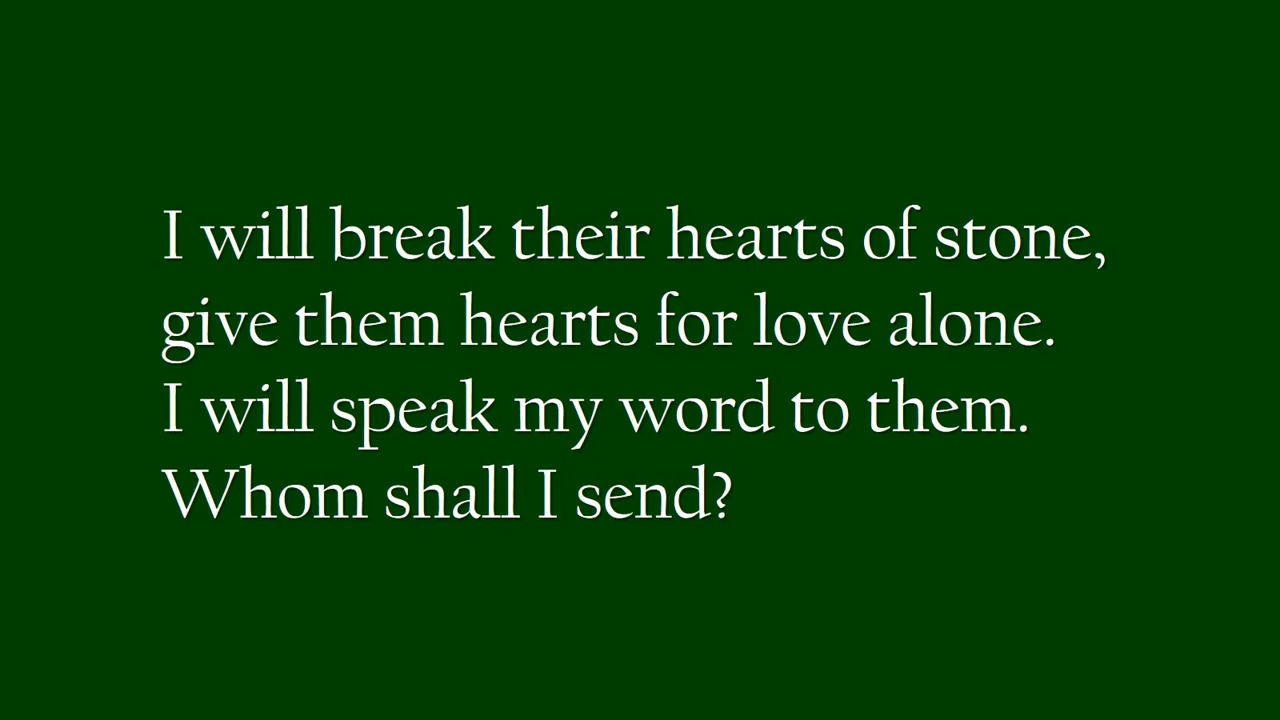 I will break their hearts of stone,
give them hearts for love alone.
I will speak my word to them.
Whom shall I send?